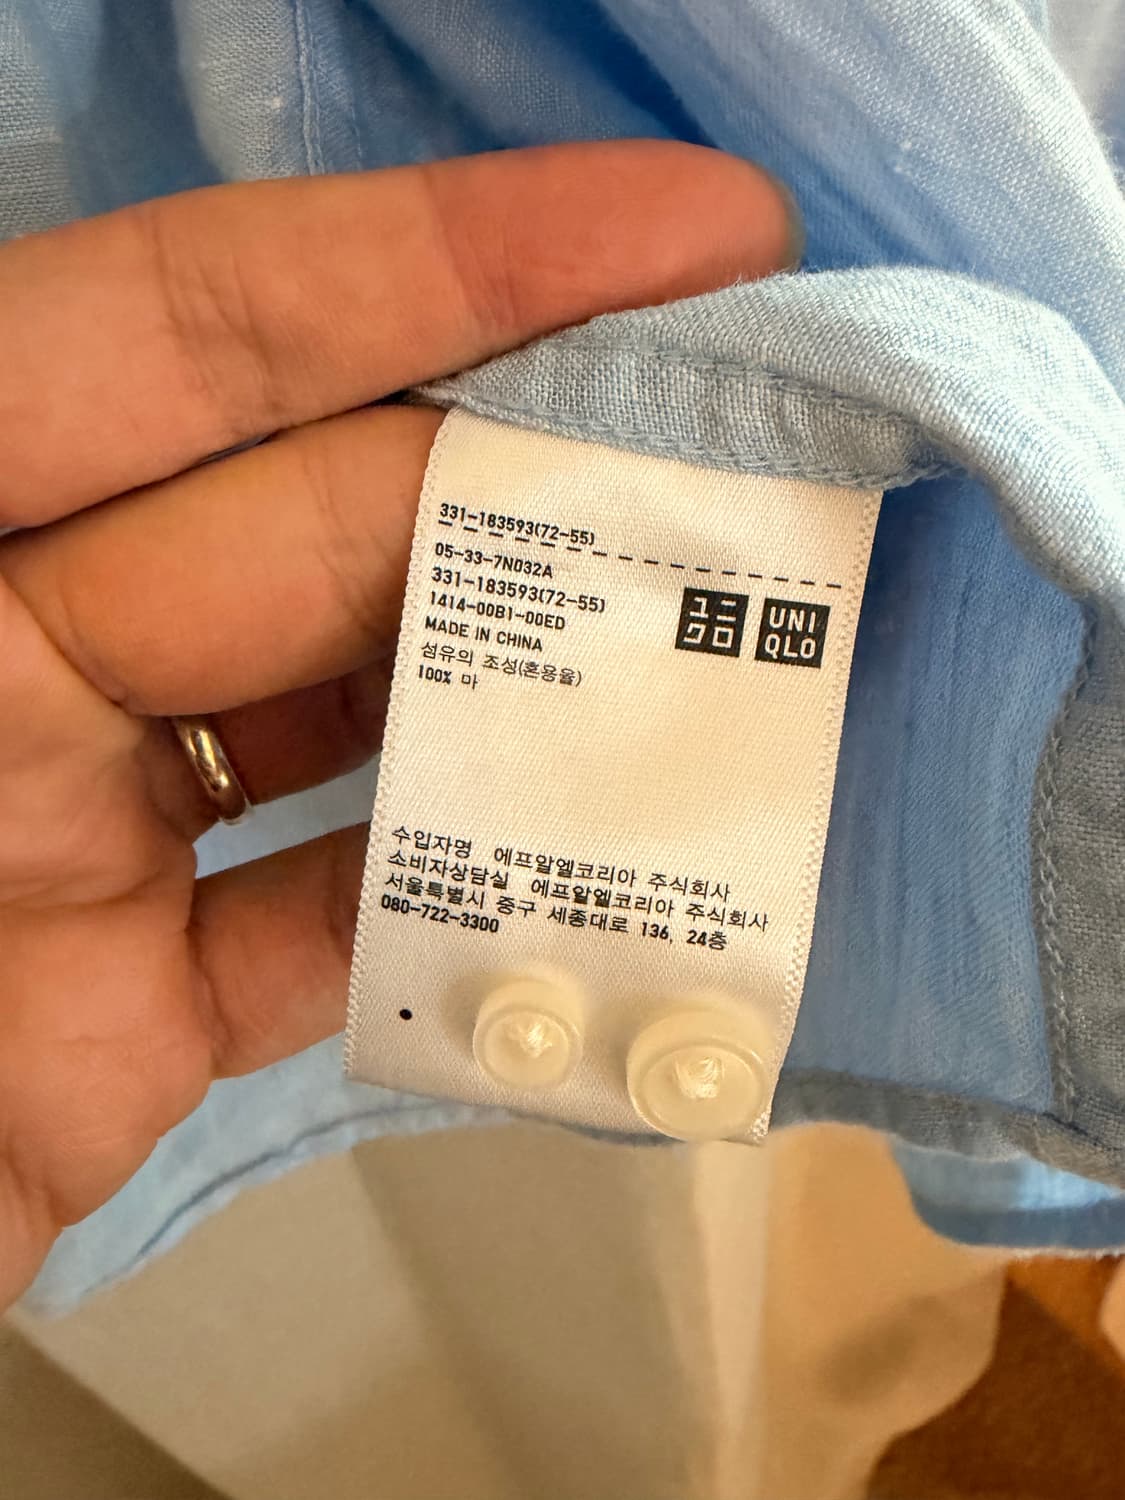 331-183593(72-55)
05-33-7N032A
331-183593(72-55)
1414-00B1-00ED
MADE IN CHINA
섬유의 조성(혼용율)
100% 마
ユニ
クロ
UNI
QLO
수입자명 에프알엘코리아 주식회사
소비자상담실 에프알엘코리아 주식회사
서울특별시 중구 세종대로 136, 24층
080-722-3300